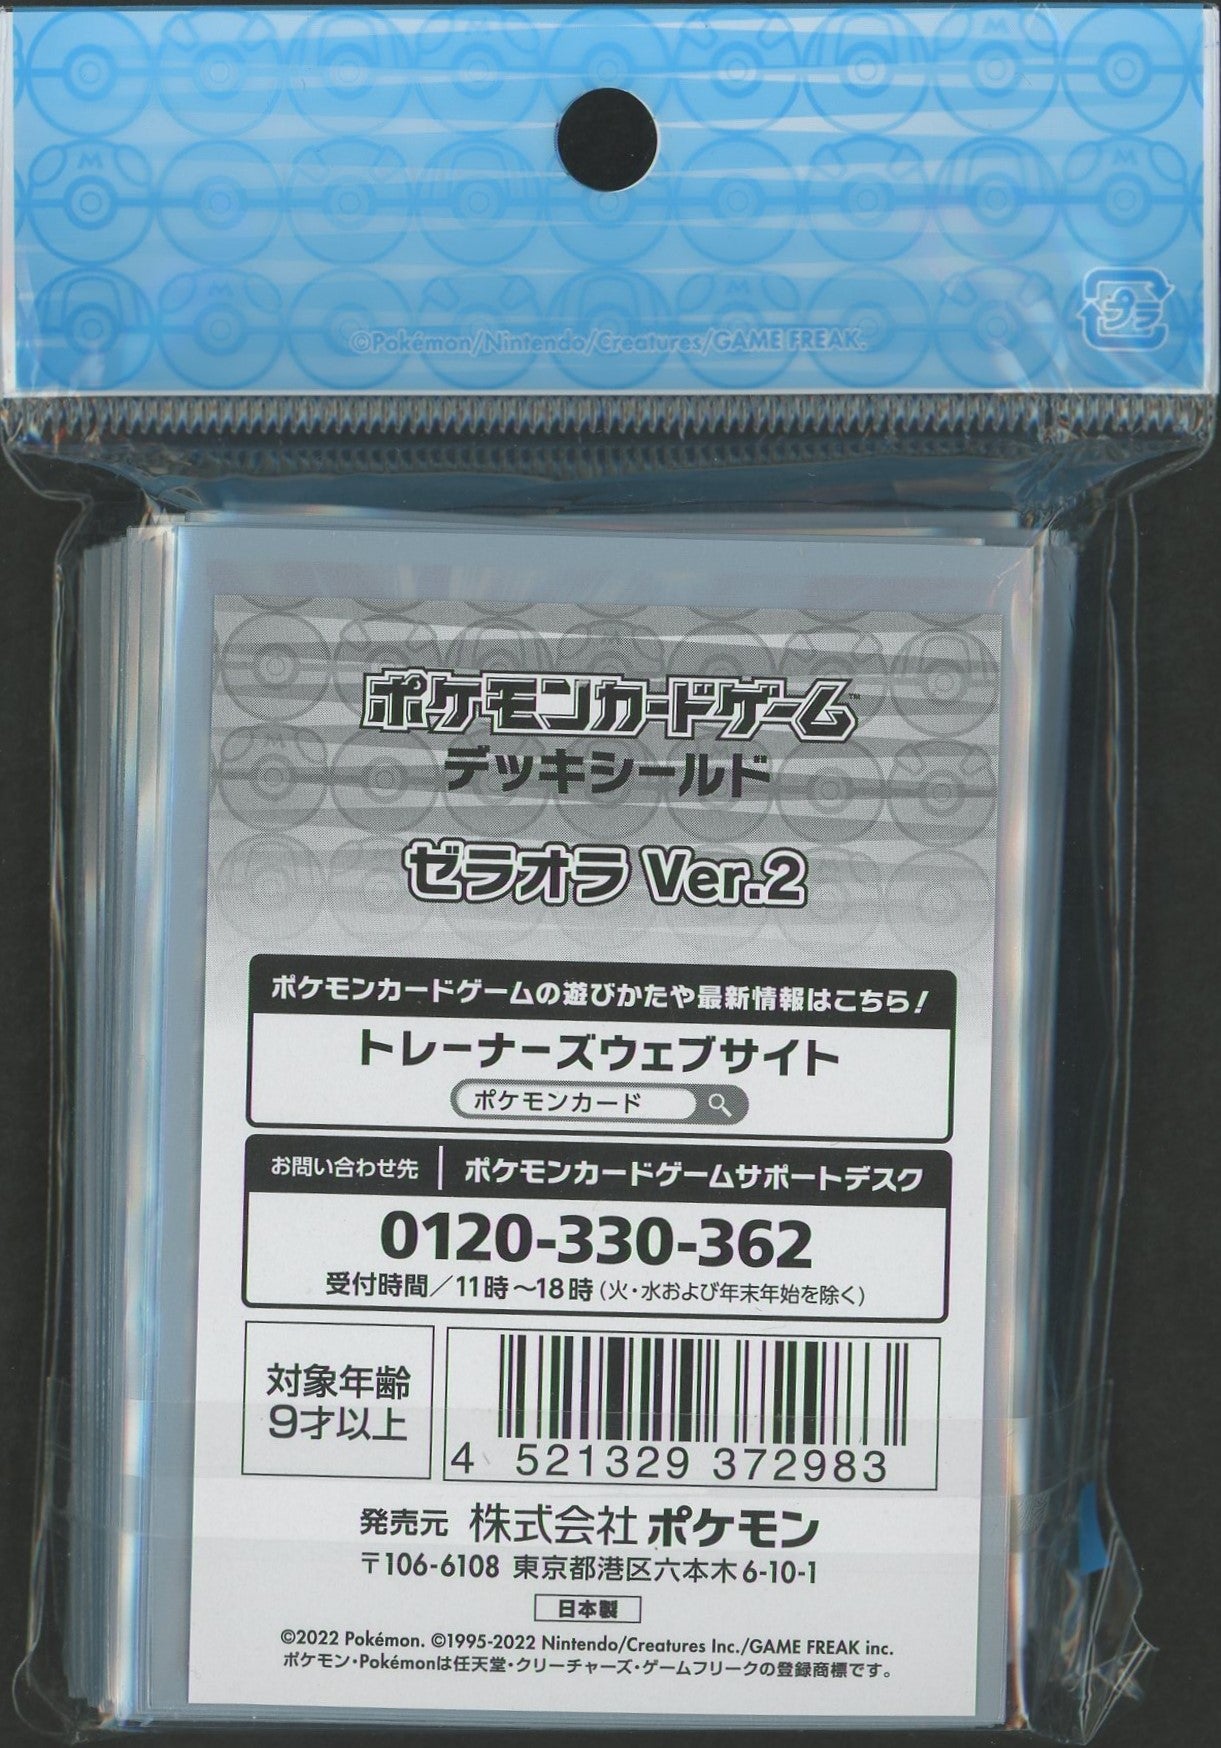 ©Pokémon/Nintendo/Creatures/GAME FREAK.
プラ
ポケモンカードゲーム™
デッキシールド
ゼラオラ Ver.2
ポケモンカードゲームの遊びかたや最新情報はこちら!
トレーナーズウェブサイト
ポケモンカード
お問い合わせ先 | ポケモンカードゲームサポートデスク
0120-330-362
受付時間/11時~18時(火・水および年末年始を除く)
対象年齢
9才以上
4 521329 372983
発売元 株式会社ポケモン
〒106-6108 東京都港区六本木6-10-1
日本製
©2022 Pokémon. ©1995-2022 Nintendo/Creatures Inc./GAME FREAK inc.
ポケモン・Pokémonは任天堂・クリーチャーズ・ゲームフリークの登録商標です。